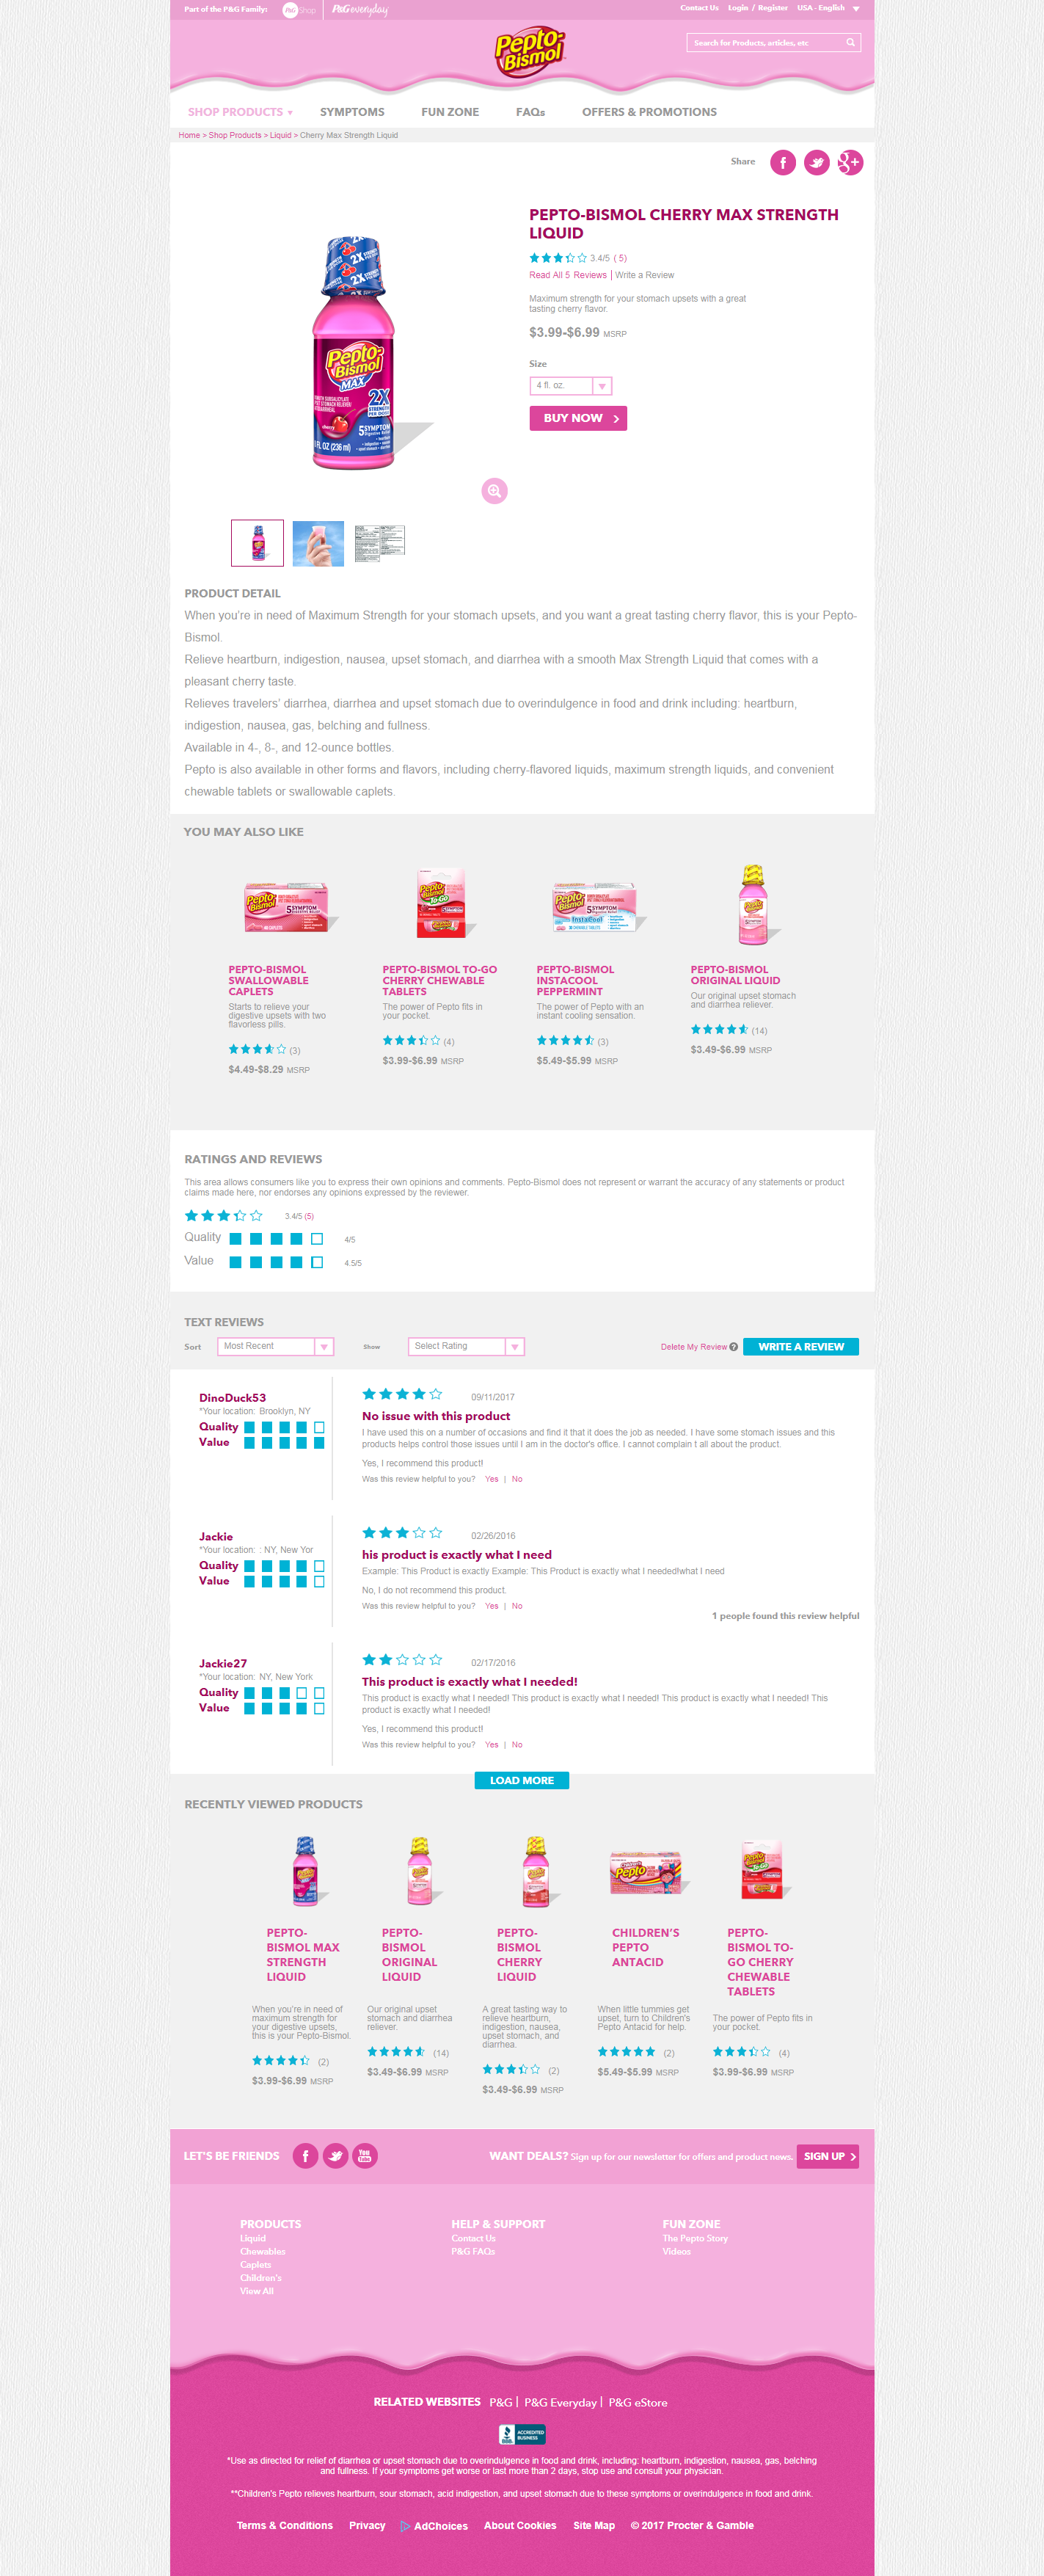 Part of the P&G Family:
P&G Shop
P&G everyday
Contact Us
Login / Register
USA - English
Pepto-
Bismol
Search for Products, articles, etc
SHOP PRODUCTS
SYMPTOMS
FUN ZONE
FAQs
OFFERS & PROMOTIONS
Home > Shop Products > Liquid > Cherry Max Strength Liquid
Share
PEPTO-BISMOL CHERRY MAX STRENGTH
LIQUID
3.4/5 ( 5)
Read All 5 Reviews | Write a Review
Maximum strength for your stomach upsets with a great
tasting cherry flavor.
$3.99-$6.99 MSRP
Size
4 fl. oz.
BUY NOW
2X
Pepto-
Bismol
MAX
2X
STRENGTH
PER DOSE
cherry
5 SYMPTOM
Digestive Relief
FL OZ (236 ml)
PRODUCT DETAIL
When you're in need of Maximum Strength for your stomach upsets, and you want a great tasting cherry flavor, this is your Pepto-
Bismol.
Relieve heartburn, indigestion, nausea, upset stomach, and diarrhea with a smooth Max Strength Liquid that comes with a
pleasant cherry taste.
Relieves travelers' diarrhea, diarrhea and upset stomach due to overindulgence in food and drink including: heartburn,
indigestion, nausea, gas, belching and fullness.
Available in 4-, 8-, and 12-ounce bottles.
Pepto is also available in other forms and flavors, including cherry-flavored liquids, maximum strength liquids, and convenient
chewable tablets or swallowable caplets.
YOU MAY ALSO LIKE
PEPTO-BISMOL
SWALLOWABLE
CAPLETS
Starts to relieve your
digestive upsets with two
flavorless pills.
(3)
$4.49-$8.29 MSRP
PEPTO-BISMOL TO-GO
CHERRY CHEWABLE
TABLETS
The power of Pepto fits in
your pocket.
(4)
$3.99-$6.99 MSRP
PEPTO-BISMOL
INSTACOOL
PEPPERMINT
The power of Pepto with an
instant cooling sensation.
(3)
$5.49-$5.99 MSRP
PEPTO-BISMOL
ORIGINAL LIQUID
Our original upset stomach
and diarrhea reliever.
(14)
$3.49-$6.99 MSRP
RATINGS AND REVIEWS
This area allows consumers like you to express their own opinions and comments. Pepto-Bismol does not represent or warrant the accuracy of any statements or product
claims made here, nor endorses any opinions expressed by the reviewer.
3.4/5 (5)
Quality 4/5
Value 4.5/5
TEXT REVIEWS
Sort
Most Recent
Show
Select Rating
Delete My Review ?
WRITE A REVIEW
DinoDuck53
*Your location: Brooklyn, NY
Quality
Value
09/11/2017
No issue with this product
I have used this on a number of occasions and find it that it does the job as needed. I have some stomach issues and this
products helps control those issues until I am in the doctor's office. I cannot complain t all about the product.
Yes, I recommend this product!
Was this review helpful to you? Yes | No
Jackie
*Your location: : NY, New Yor
Quality
Value
02/26/2016
his product is exactly what I need
Example: This Product is exactly Example: This Product is exactly what I needed!what I need
No, I do not recommend this product.
Was this review helpful to you? Yes | No
1 people found this review helpful
Jackie27
*Your location: NY, New York
Quality
Value
02/17/2016
This product is exactly what I needed!
This product is exactly what I needed! This product is exactly what I needed! This product is exactly what I needed! This
product is exactly what I needed!
Yes, I recommend this product!
Was this review helpful to you? Yes | No
LOAD MORE
RECENTLY VIEWED PRODUCTS
PEPTO-
BISMOL MAX
STRENGTH
LIQUID
When you're in need of
maximum strength for
your digestive upsets,
this is your Pepto-Bismol.
(2)
$3.99-$6.99 MSRP
PEPTO-
BISMOL
ORIGINAL
LIQUID
Our original upset
stomach and diarrhea
reliever.
(14)
$3.49-$6.99 MSRP
PEPTO-
BISMOL
CHERRY
LIQUID
A great tasting way to
relieve heartburn,
indigestion, nausea,
upset stomach, and
diarrhea.
(2)
$3.49-$6.99 MSRP
CHILDREN'S
PEPTO
ANTACID
When little tummies get
upset, turn to Children's
Pepto Antacid for help.
(2)
$5.49-$5.99 MSRP
PEPTO-
BISMOL TO-
GO CHERRY
CHEWABLE
TABLETS
The power of Pepto fits in
your pocket.
(4)
$3.99-$6.99 MSRP
LET'S BE FRIENDS
You
Tube
WANT DEALS? Sign up for our newsletter for offers and product news.
SIGN UP
PRODUCTS
Liquid
Chewables
Caplets
Children's
View All
HELP & SUPPORT
Contact Us
P&G FAQs
FUN ZONE
The Pepto Story
Videos
RELATED WEBSITES P&G | P&G Everyday | P&G eStore
BBB
ACCREDITED
BUSINESS
*Use as directed for relief of diarrhea or upset stomach due to overindulgence in food and drink, including: heartburn, indigestion, nausea, gas, belching
and fullness. If your symptoms get worse or last more than 2 days, stop use and consult your physician.
**Children's Pepto relieves heartburn, sour stomach, acid indigestion, and upset stomach due to these symptoms or overindulgence in food and drink.
Terms & Conditions
Privacy
AdChoices
About Cookies
Site Map
© 2017 Procter & Gamble